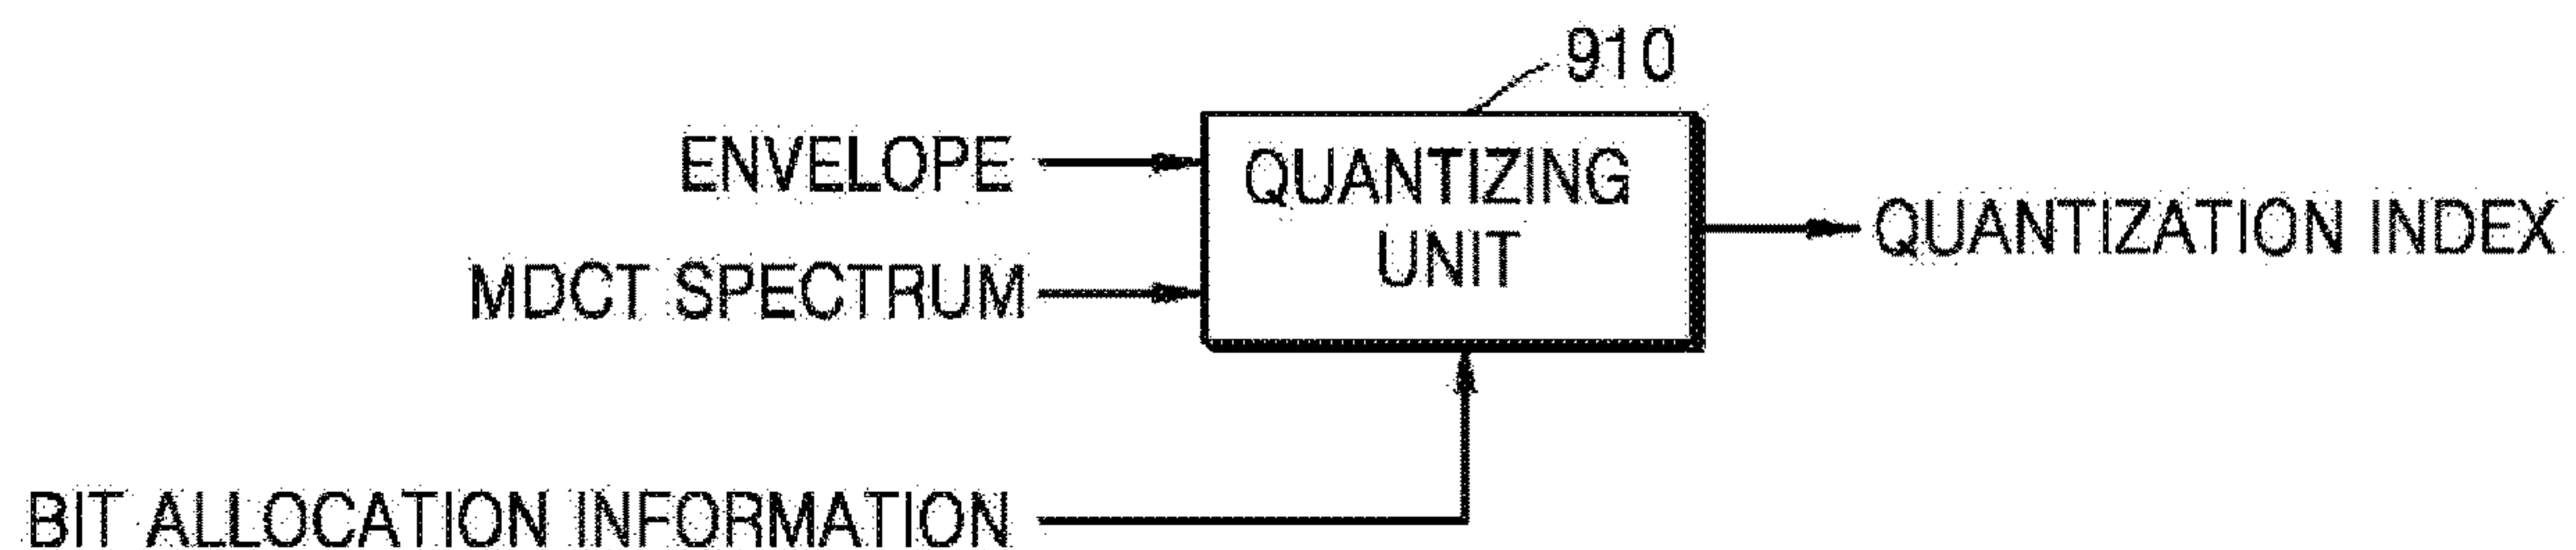 910
ENVELOPE
QUANTIZING
UNIT
QUANTIZATION INDEX
MDCT SPECTRUM
BIT ALLOCATION INFORMATION